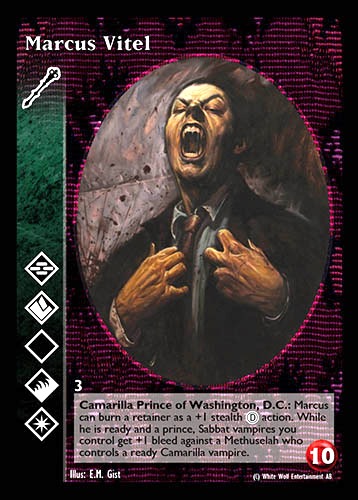 Marcus Vitel
3
Camarilla Prince of Washington, D.C.: Marcus
can burn a retainer as a +1 stealth Ⓓ action. While
he is ready and a prince, Sabbat vampires you
control get +1 bleed against a Methuselah who
controls a ready Camarilla vampire.
10
Illus: E.M. Gist
(C) White Wolf Entertainment AB